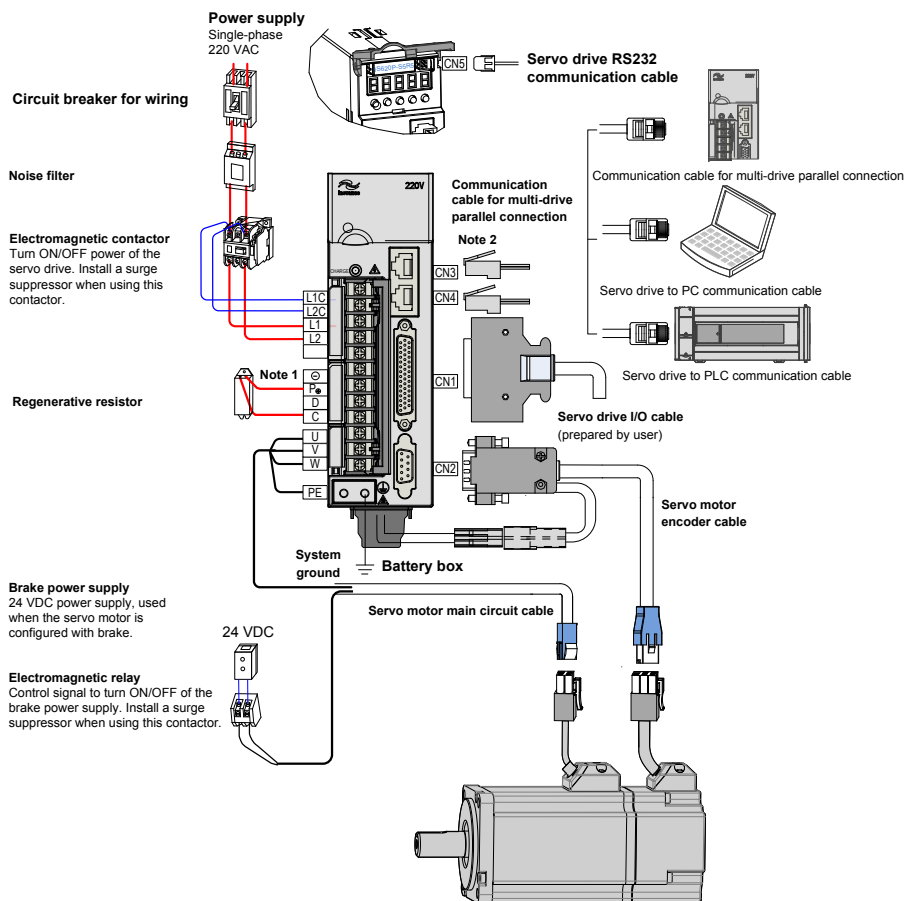 Power supply
Single-phase
220 VAC
Circuit breaker for wiring
Noise filter
Electromagnetic contactor
Turn ON/OFF power of the
servo drive. Install a surge
suppressor when using this
contactor.
Regenerative resistor
Note 1
CN5
Servo drive RS232
communication cable
220V
CHARGE
Communication
cable for multi-drive
parallel connection
Note 2
CN3
CN4
CN1
CN2
L1C
L2C
L1
L2
⊖
P⊕
D
C
U
V
W
PE
Communication cable for multi-drive parallel connection
Servo drive to PC communication cable
Servo drive to PLC communication cable
Servo drive I/O cable
(prepared by user)
Servo motor
encoder cable
System
ground
Battery box
Servo motor main circuit cable
Brake power supply
24 VDC power supply, used
when the servo motor is
configured with brake.
24 VDC
Electromagnetic relay
Control signal to turn ON/OFF of the
brake power supply. Install a surge
suppressor when using this contactor.